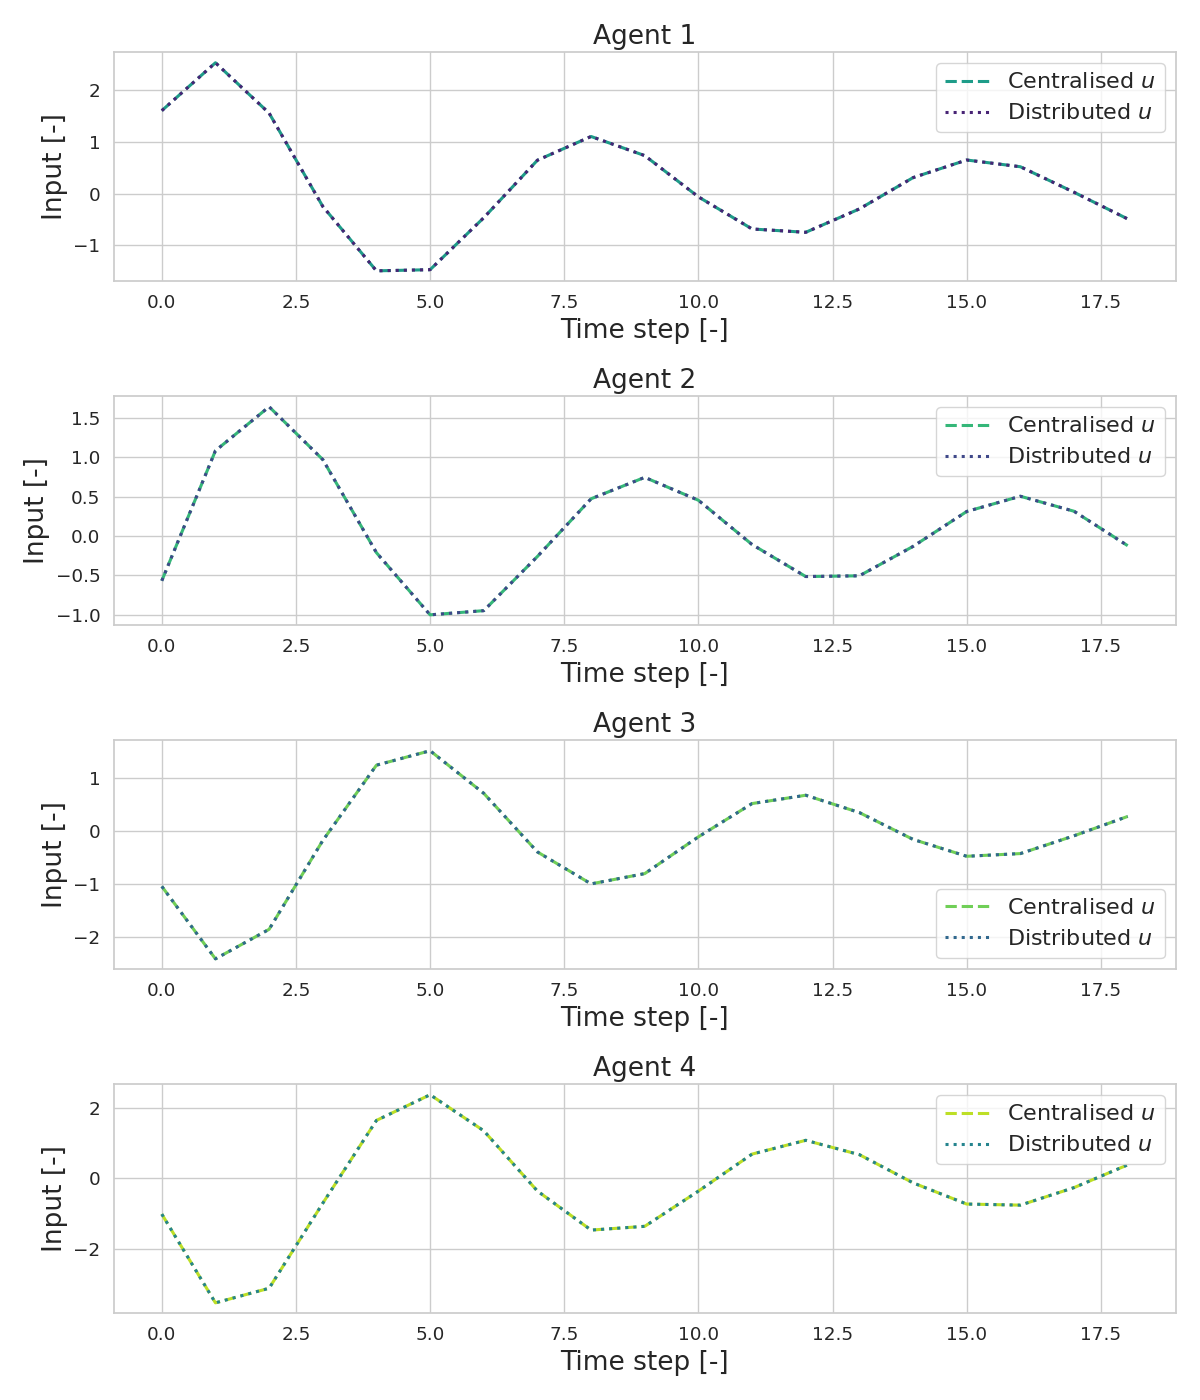 Agent 1
Input [-]
2
1
0
−1
Centralised u
Distributed u
0.0 2.5 5.0 7.5 10.0 12.5 15.0 17.5
Time step [-]
Agent 2
Input [-]
1.5
1.0
0.5
0.0
−0.5
−1.0
Centralised u
Distributed u
0.0 2.5 5.0 7.5 10.0 12.5 15.0 17.5
Time step [-]
Agent 3
Input [-]
1
0
−1
−2
Centralised u
Distributed u
0.0 2.5 5.0 7.5 10.0 12.5 15.0 17.5
Time step [-]
Agent 4
Input [-]
2
0
−2
Centralised u
Distributed u
0.0 2.5 5.0 7.5 10.0 12.5 15.0 17.5
Time step [-]